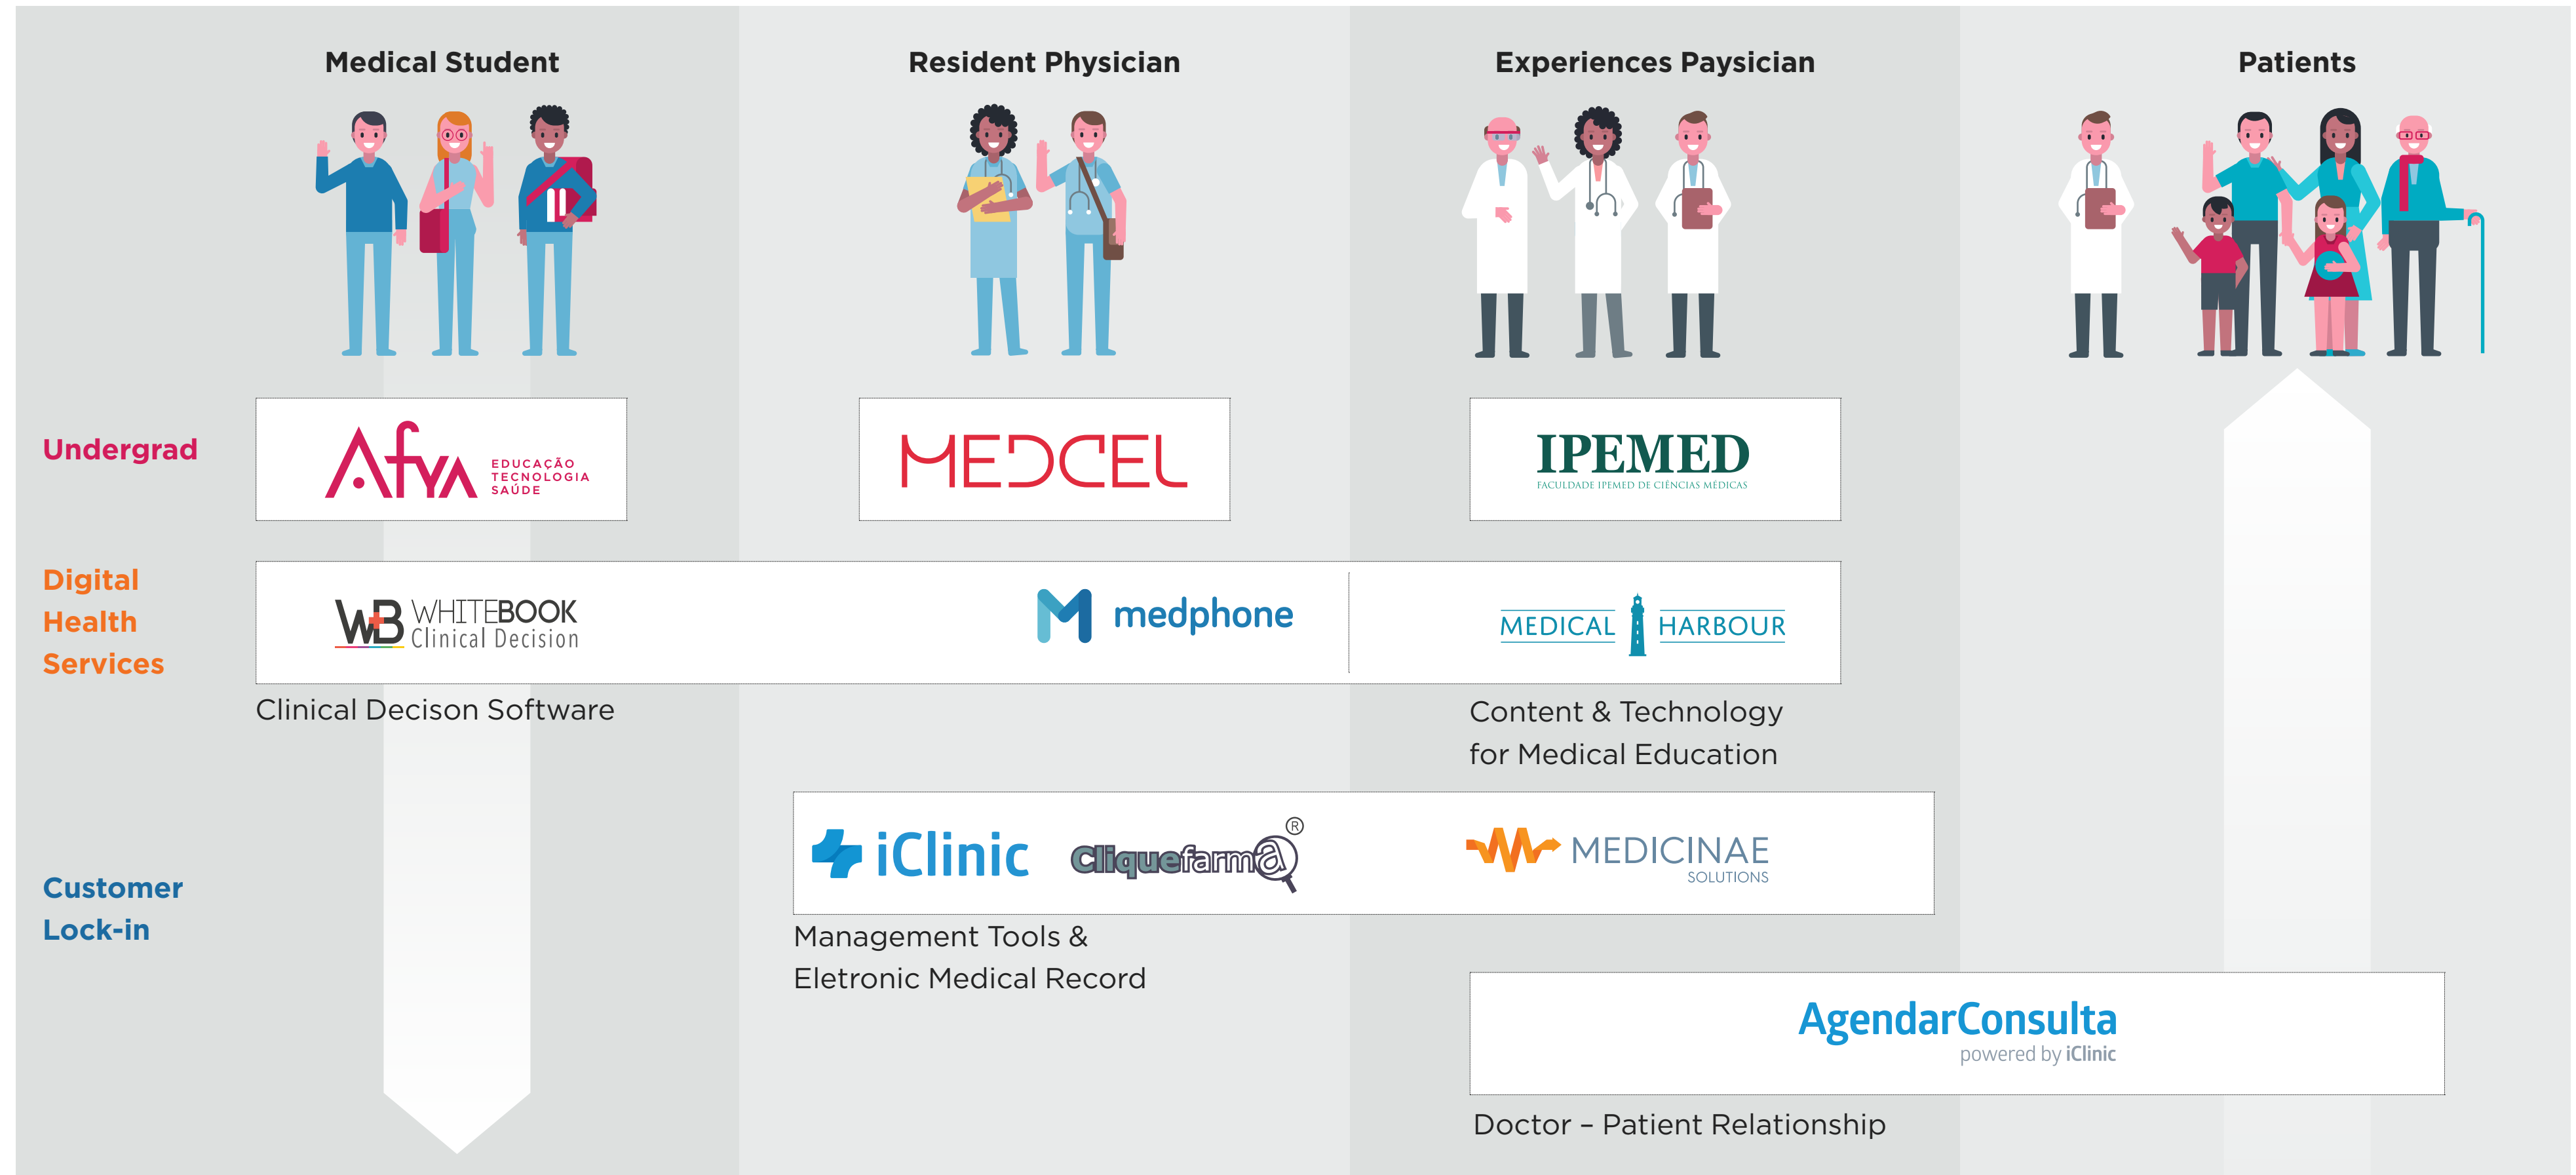 Medical Student
Resident Physician
Experiences Paysician
Patients
Undergrad
Afya
EDUCAÇÃO
TECNOLOGIA
SAÚDE
MEDCEL
IPEMED
FACULDADE IPEMED DE CIÊNCIAS MÉDICAS
Digital
Health
Services
WB WHITEBOOK
Clinical Decision
M medphone
MEDICAL HARBOUR
Clinical Decison Software
Content & Technology
for Medical Education
Customer
Lock-in
iClinic
Cliquefarma®
MEDICINAE
SOLUTIONS
Management Tools &
Eletronic Medical Record
AgendarConsulta
powered by iClinic
Doctor – Patient Relationship